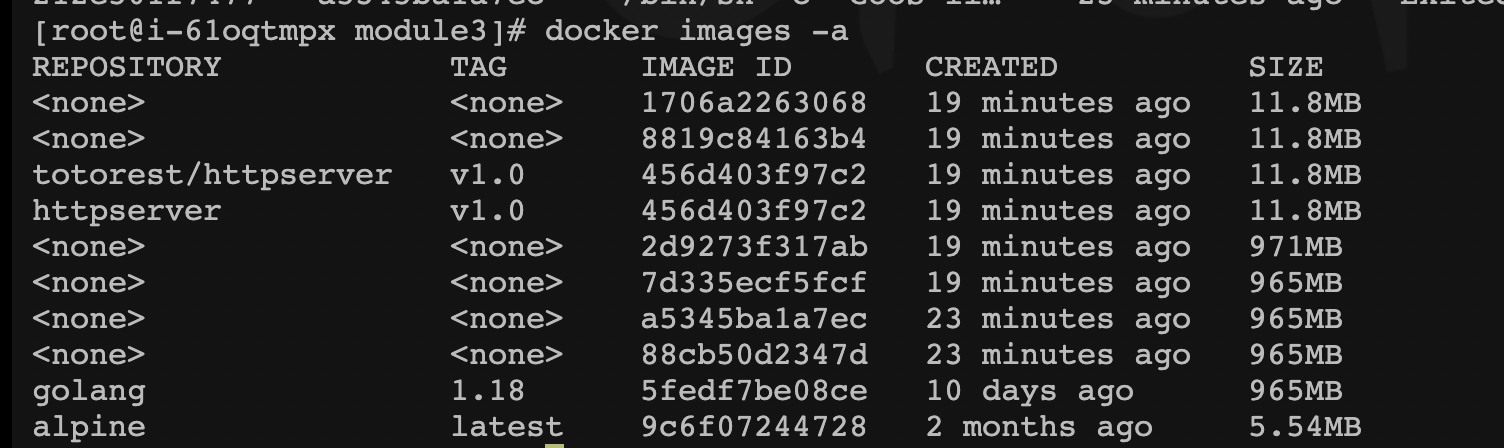 [root@i-61oqtmpx module3]# docker images -a
REPOSITORY TAG IMAGE ID CREATED SIZE
<none> <none> 1706a2263068 19 minutes ago 11.8MB
<none> <none> 8819c84163b4 19 minutes ago 11.8MB
totorest/httpserver v1.0 456d403f97c2 19 minutes ago 11.8MB
httpserver v1.0 456d403f97c2 19 minutes ago 11.8MB
<none> <none> 2d9273f317ab 19 minutes ago 971MB
<none> <none> 7d335ecf5fcf 19 minutes ago 965MB
<none> <none> a5345ba1a7ec 23 minutes ago 965MB
<none> <none> 88cb50d2347d 23 minutes ago 965MB
golang 1.18 5fedf7be08ce 10 days ago 965MB
alpine latest 9c6f07244728 2 months ago 5.54MB